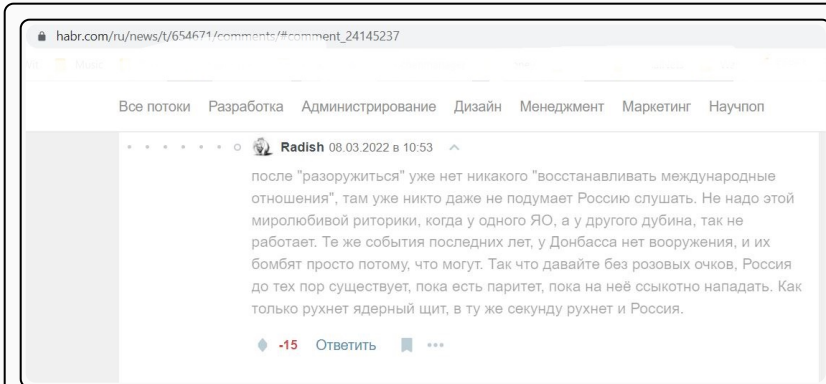 habr.com/ru/news/t/654671/comments/#comment_24145237
Все потоки Разработка Администрирование Дизайн Менеджмент Маркетинг Научпоп
Radish 08.03.2022 в 10:53
после "разоружиться" уже нет никакого "восстанавливать международные
отношения", там уже никто даже не подумает Россию слушать. Не надо этой
миролюбивой риторики, когда у одного ЯО, а у другого дубина, так не
работает. Те же события последних лет, у Донбасса нет вооружения, и их
бомбят просто потому, что могут. Так что давайте без розовых очков, Россия
до тех пор существует, пока есть паритет, пока на неё ссыкотно нападать. Как
только рухнет ядерный щит, в ту же секунду рухнет и Россия.
-15 Ответить